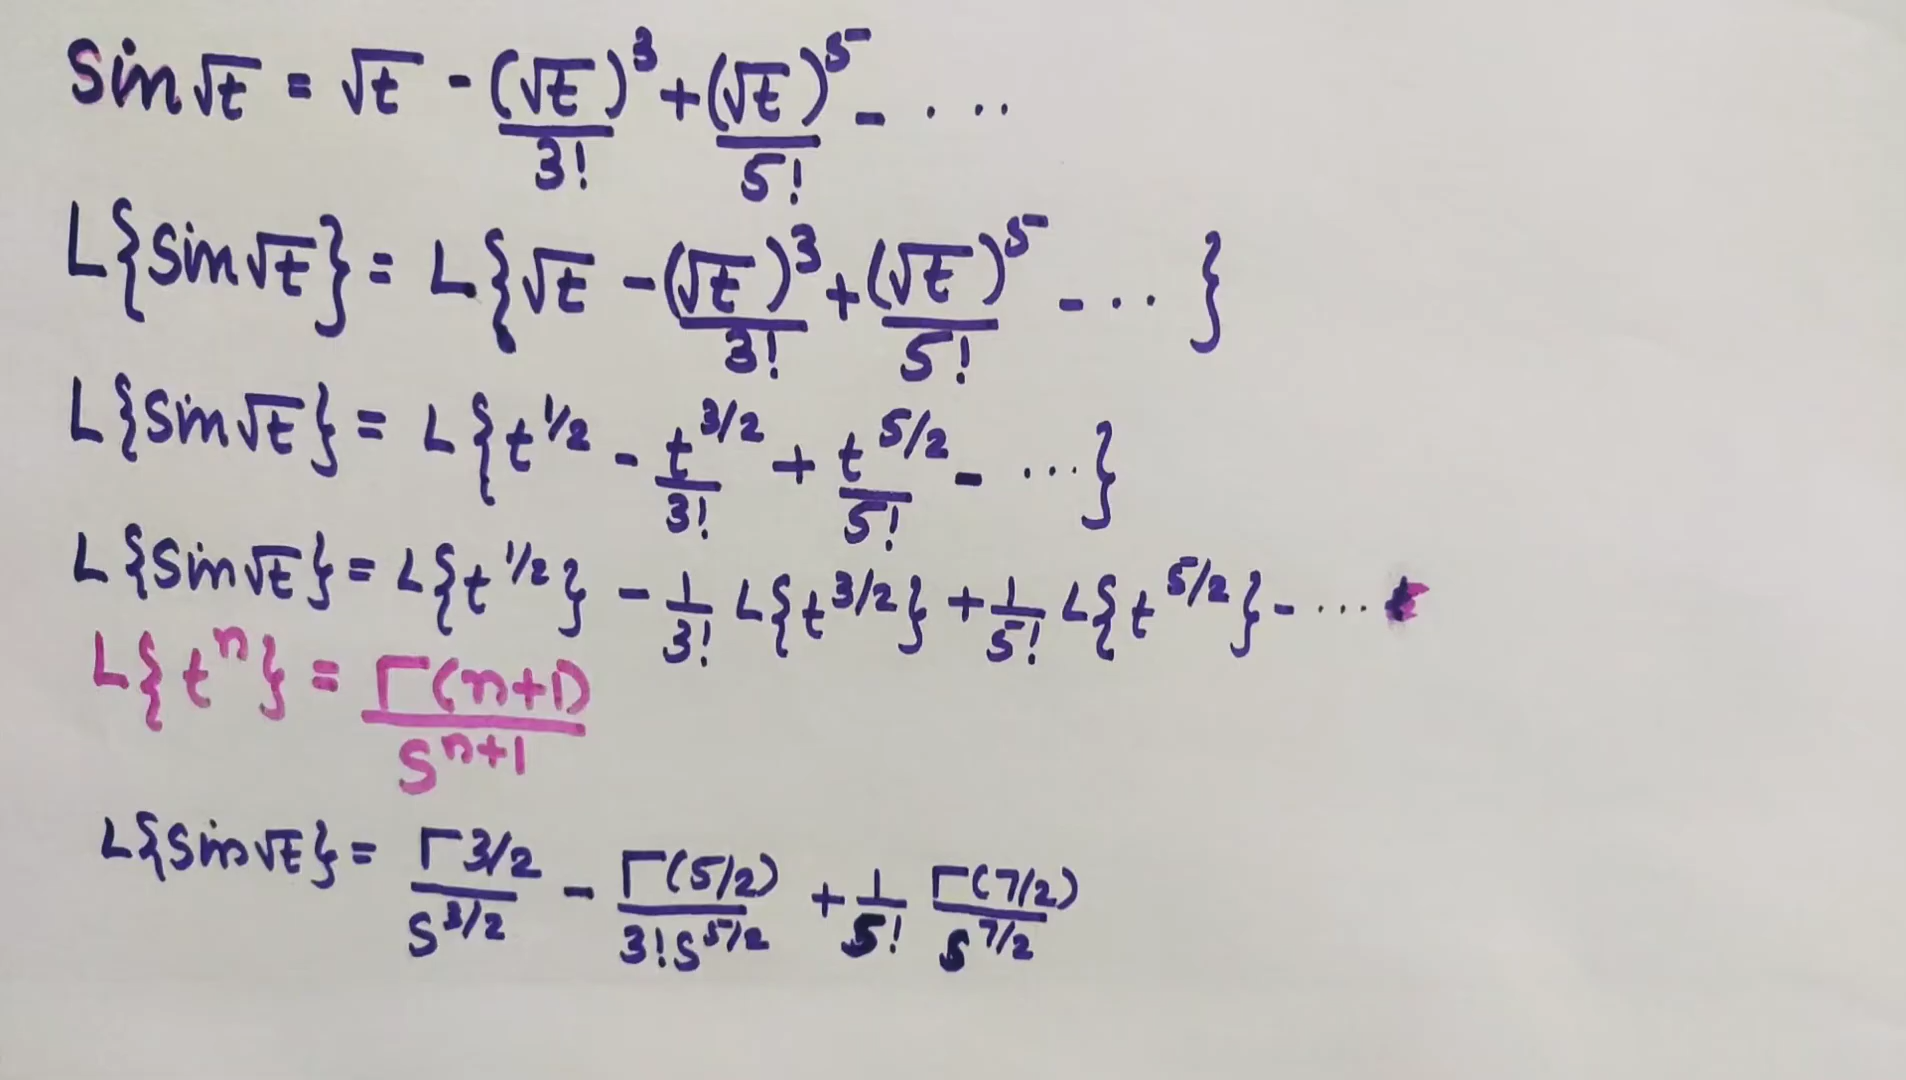 Sin√t = √t - (√t)^3/3! + (√t)^5/5! - ....
L{Sin√t} = L{√t - (√t)^3/3! + (√t)^5/5! - ... }
L{Sin√t} = L{t^1/2 - t^3/2/3! + t^5/2/5! - ...}
L{Sin√t} = L{t^1/2} - 1/3! L{t^3/2} + 1/5! L{t^5/2} - ...
L{t^n} = Γ(n+1)/S^n+1
L{Sin√t} = Γ3/2/S^3/2 - Γ(5/2)/3!S^5/2 + 1/5! Γ(7/2)/S^7/2